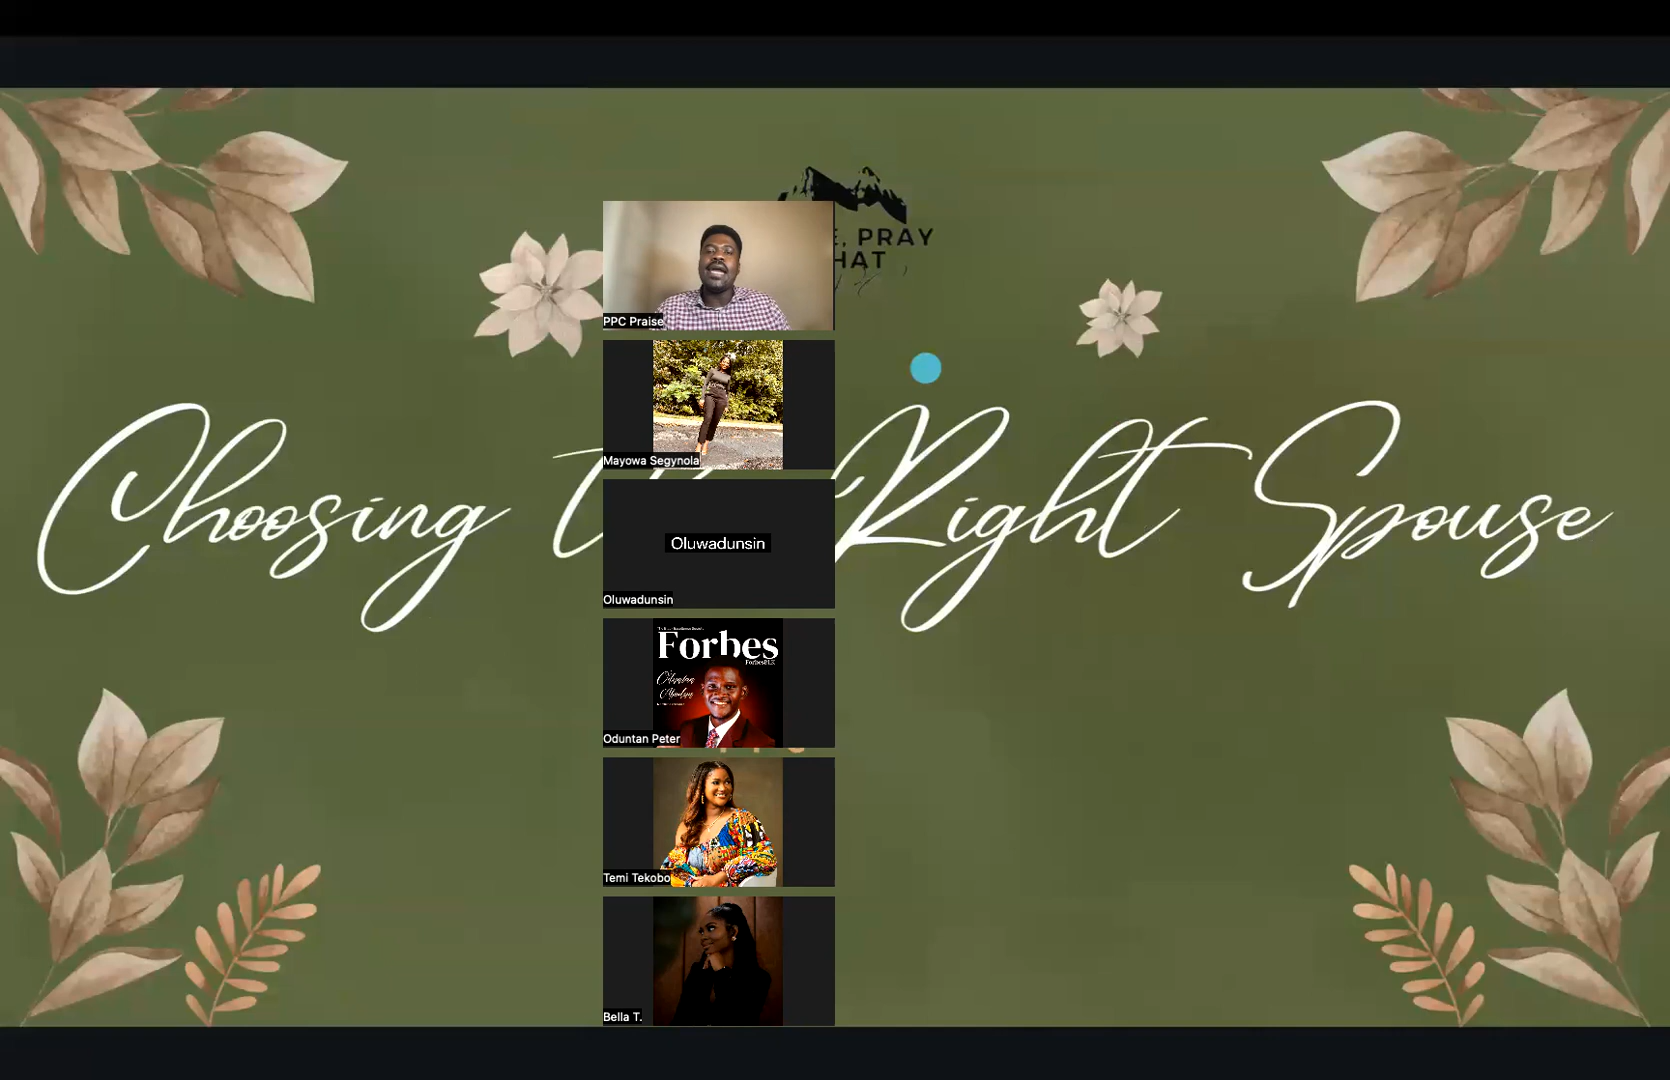 , PRAY
HAT
PPC Praise
Mayowa Segynola
Choosing Right Spouse
Oluwadunsin
Oluwadunsin
Forbes
Oduntan Peter
Temi Tekobo
Bella T.